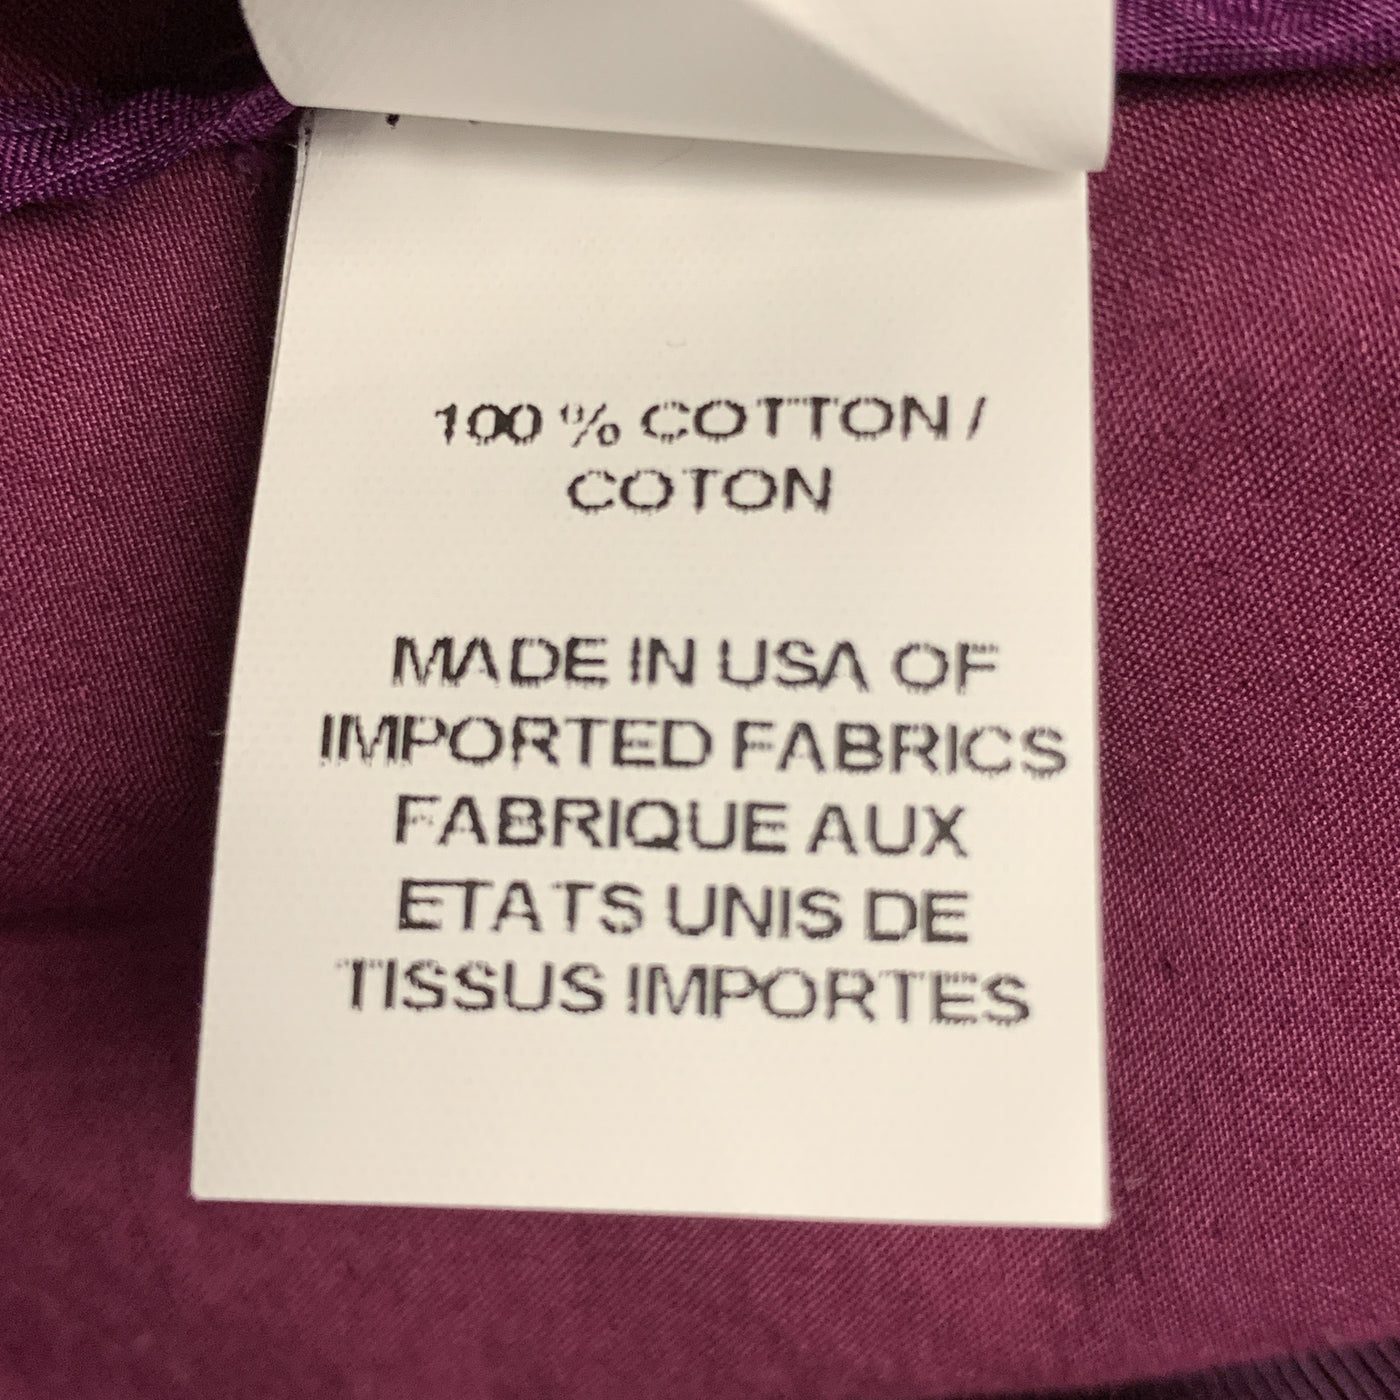 100 % COTTON /
COTON
MADE IN USA OF
IMPORTED FABRICS
FABRIQUE AUX
ETATS UNIS DE
TISSUS IMPORTES